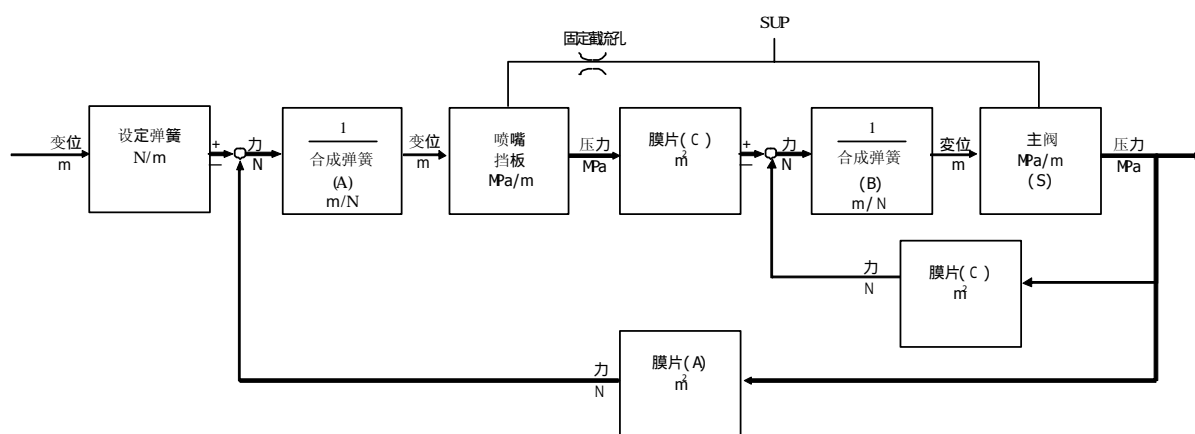 SUP
固定截流孔
变位
m
设定弹簧
N/m
+
−
力
N
1
合成弹簧
(A)
m/N
变位
m
喷嘴
挡板
MPa/m
压力
MPa
膜片(C)
m²
+
−
力
N
1
合成弹簧
(B)
m/N
变位
m
主阀
MPa/m
(S)
压力
MPa
力
N
膜片(C)
m²
力
N
膜片(A)
m²